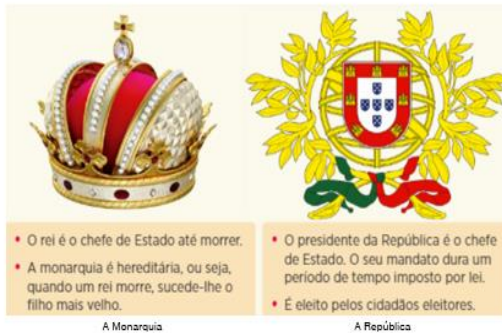 • O rei é o chefe de Estado até morrer.
• A monarquia é hereditária, ou seja,
quando um rei morre, sucede-lhe o
filho mais velho.
A Monarquia
• O presidente da República é o chefe
de Estado. O seu mandato dura um
período de tempo imposto por lei.
• É eleito pelos cidadãos eleitores.
A República